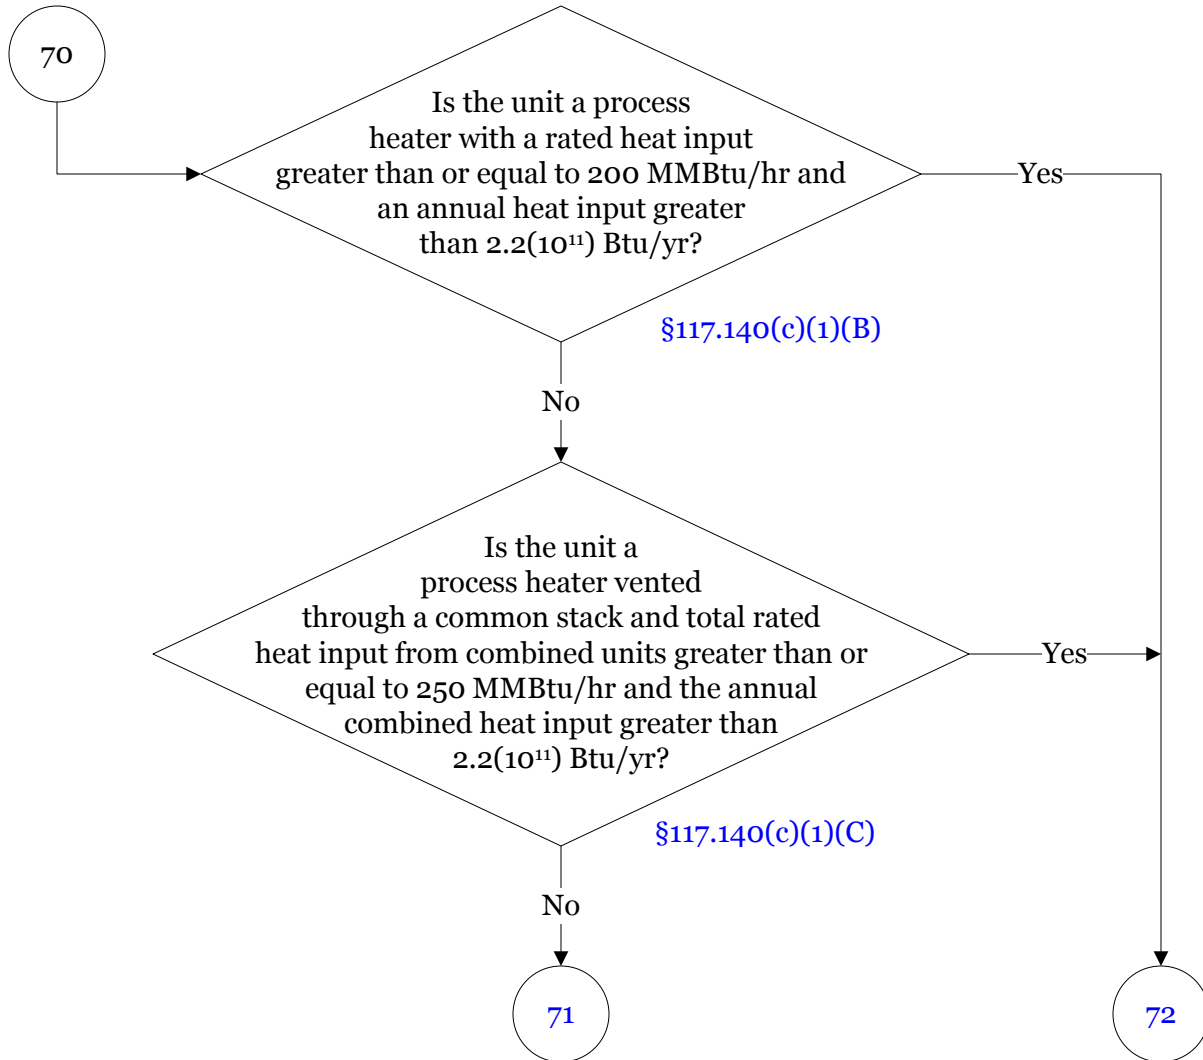 70
Is the unit a process
heater with a rated heat input
greater than or equal to 200 MMBtu/hr and
an annual heat input greater
than 2.2(10¹¹) Btu/yr?
Yes
§117.140(c)(1)(B)
No
Is the unit a
process heater vented
through a common stack and total rated
heat input from combined units greater than or
equal to 250 MMBtu/hr and the annual
combined heat input greater than
2.2(10¹¹) Btu/yr?
Yes
§117.140(c)(1)(C)
No
71
72